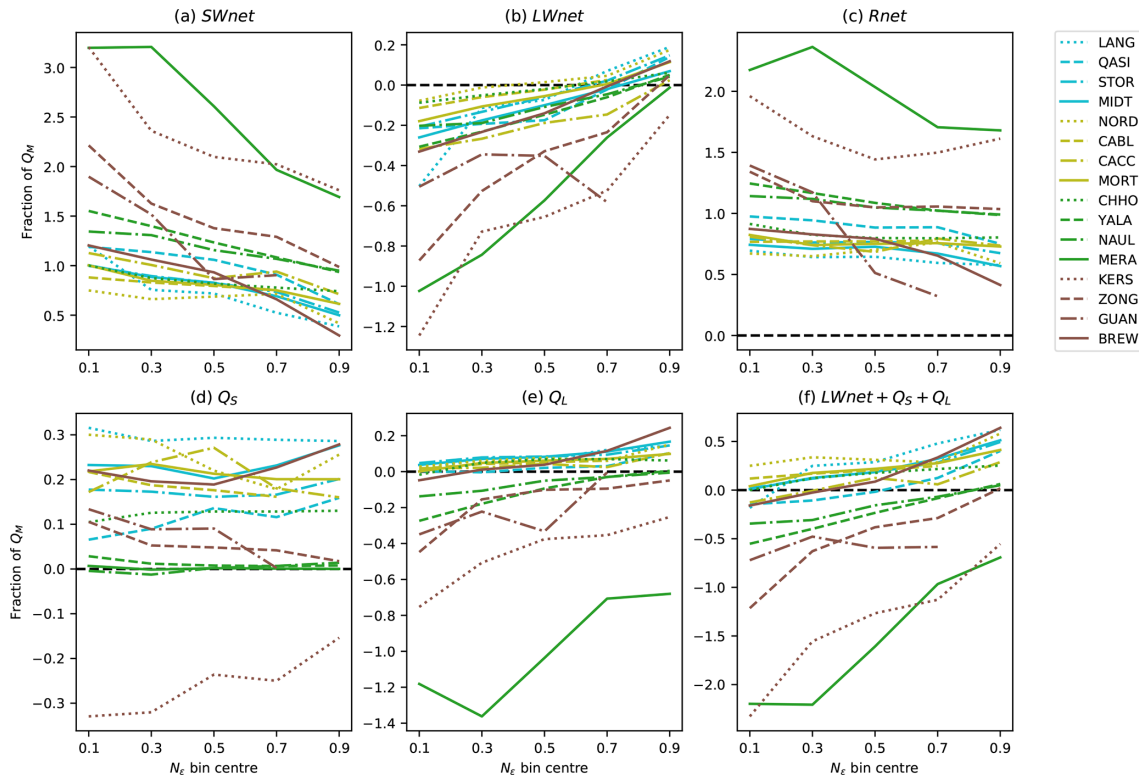 (a) SWnet
(b) LWnet
(c) Rnet
Fraction of Q_M
3.0
2.5
2.0
1.5
1.0
0.5
0.1 0.3 0.5 0.7 0.9
0.2
0.0
−0.2
−0.4
−0.6
−0.8
−1.0
−1.2
0.1 0.3 0.5 0.7 0.9
2.0
1.5
1.0
0.5
0.0
0.1 0.3 0.5 0.7 0.9
LANG
QASI
STOR
MIDT
NORD
CABL
CACC
MORT
CHHO
YALA
NAUL
MERA
KERS
ZONG
GUAN
BREW
(d) Q_S
(e) Q_L
(f) LWnet + Q_S + Q_L
Fraction of Q_M
0.3
0.2
0.1
0.0
−0.1
−0.2
−0.3
0.1 0.3 0.5 0.7 0.9
N_ε bin centre
0.4
0.2
0.0
−0.2
−0.4
−0.6
−0.8
−1.0
−1.2
−1.4
0.1 0.3 0.5 0.7 0.9
N_ε bin centre
0.5
0.0
−0.5
−1.0
−1.5
−2.0
0.1 0.3 0.5 0.7 0.9
N_ε bin centre